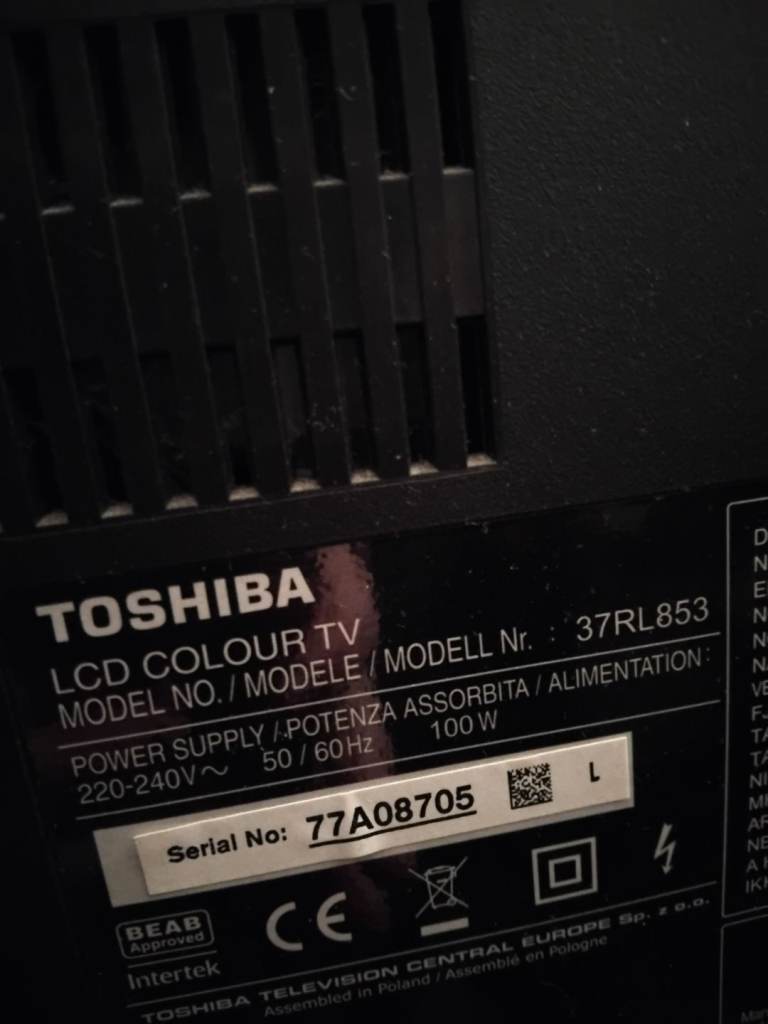 TOSHIBA
LCD COLOUR TV
MODEL NO. / MODELE / MODELL Nr. : 37RL853
POWER SUPPLY / POTENZA ASSORBITA / ALIMENTATION :
220-240V~ 50 / 60Hz 100 W
Serial No: 77A08705 L
BEAB
Approved
Intertek
CE
TOSHIBA TELEVISION CENTRAL EUROPE Sp. z o.o.
Assembled in Poland / Assemblé en Pologne